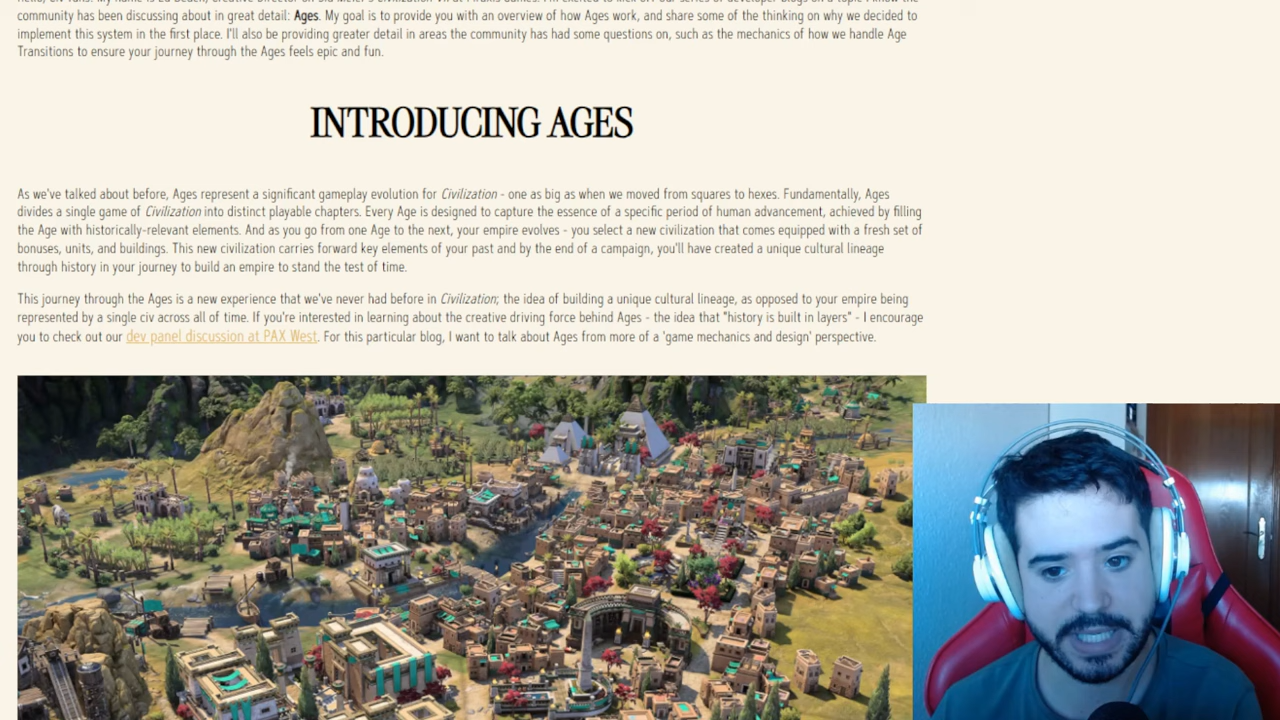 community has been discussing about in great detail: Ages. My goal is to provide you with an overview of how Ages work, and share some of the thinking on why we decided to
implement this system in the first place. I'll also be providing greater detail in areas the community has had some questions on, such as the mechanics of how we handle Age
Transitions to ensure your journey through the Ages feels epic and fun.
INTRODUCING AGES
As we've talked about before, Ages represent a significant gameplay evolution for Civilization - one as big as when we moved from squares to hexes. Fundamentally, Ages
divides a single game of Civilization into distinct playable chapters. Every Age is designed to capture the essence of a specific period of human advancement, achieved by filling
the Age with historically-relevant elements. And as you go from one Age to the next, your empire evolves - you select a new civilization that comes equipped with a fresh set of
bonuses, units, and buildings. This new civilization carries forward key elements of your past and by the end of a campaign, you'll have created a unique cultural lineage
through history in your journey to build an empire to stand the test of time.
This journey through the Ages is a new experience that we've never had before in Civilization; the idea of building a unique cultural lineage, as opposed to your empire being
represented by a single civ across all of time. If you're interested in learning about the creative driving force behind Ages - the idea that "history is built in layers" - I encourage
you to check out our dev panel discussion at PAX West. For this particular blog, I want to talk about Ages from more of a 'game mechanics and design' perspective.